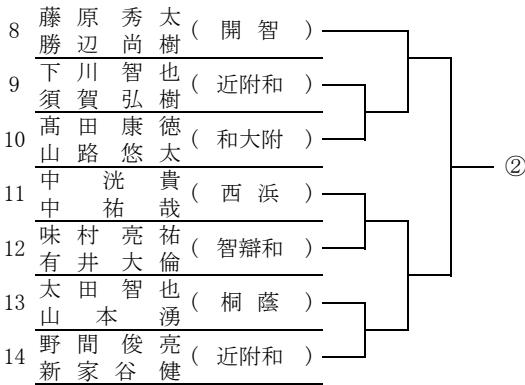 8 藤原秀太 ( 開智 )
勝辺尚樹
9 下川智也 ( 近附和 )
須賀弘樹
10 髙田康徳 ( 和大附 )
山路悠太
11 中洸貴 ( 西浜 )
中祐哉
12 味村亮祐 ( 智辯和 )
有井大倫
13 太田智也 ( 桐蔭 )
山本湧
14 野間俊亮 ( 近附和 )
新家谷健
②